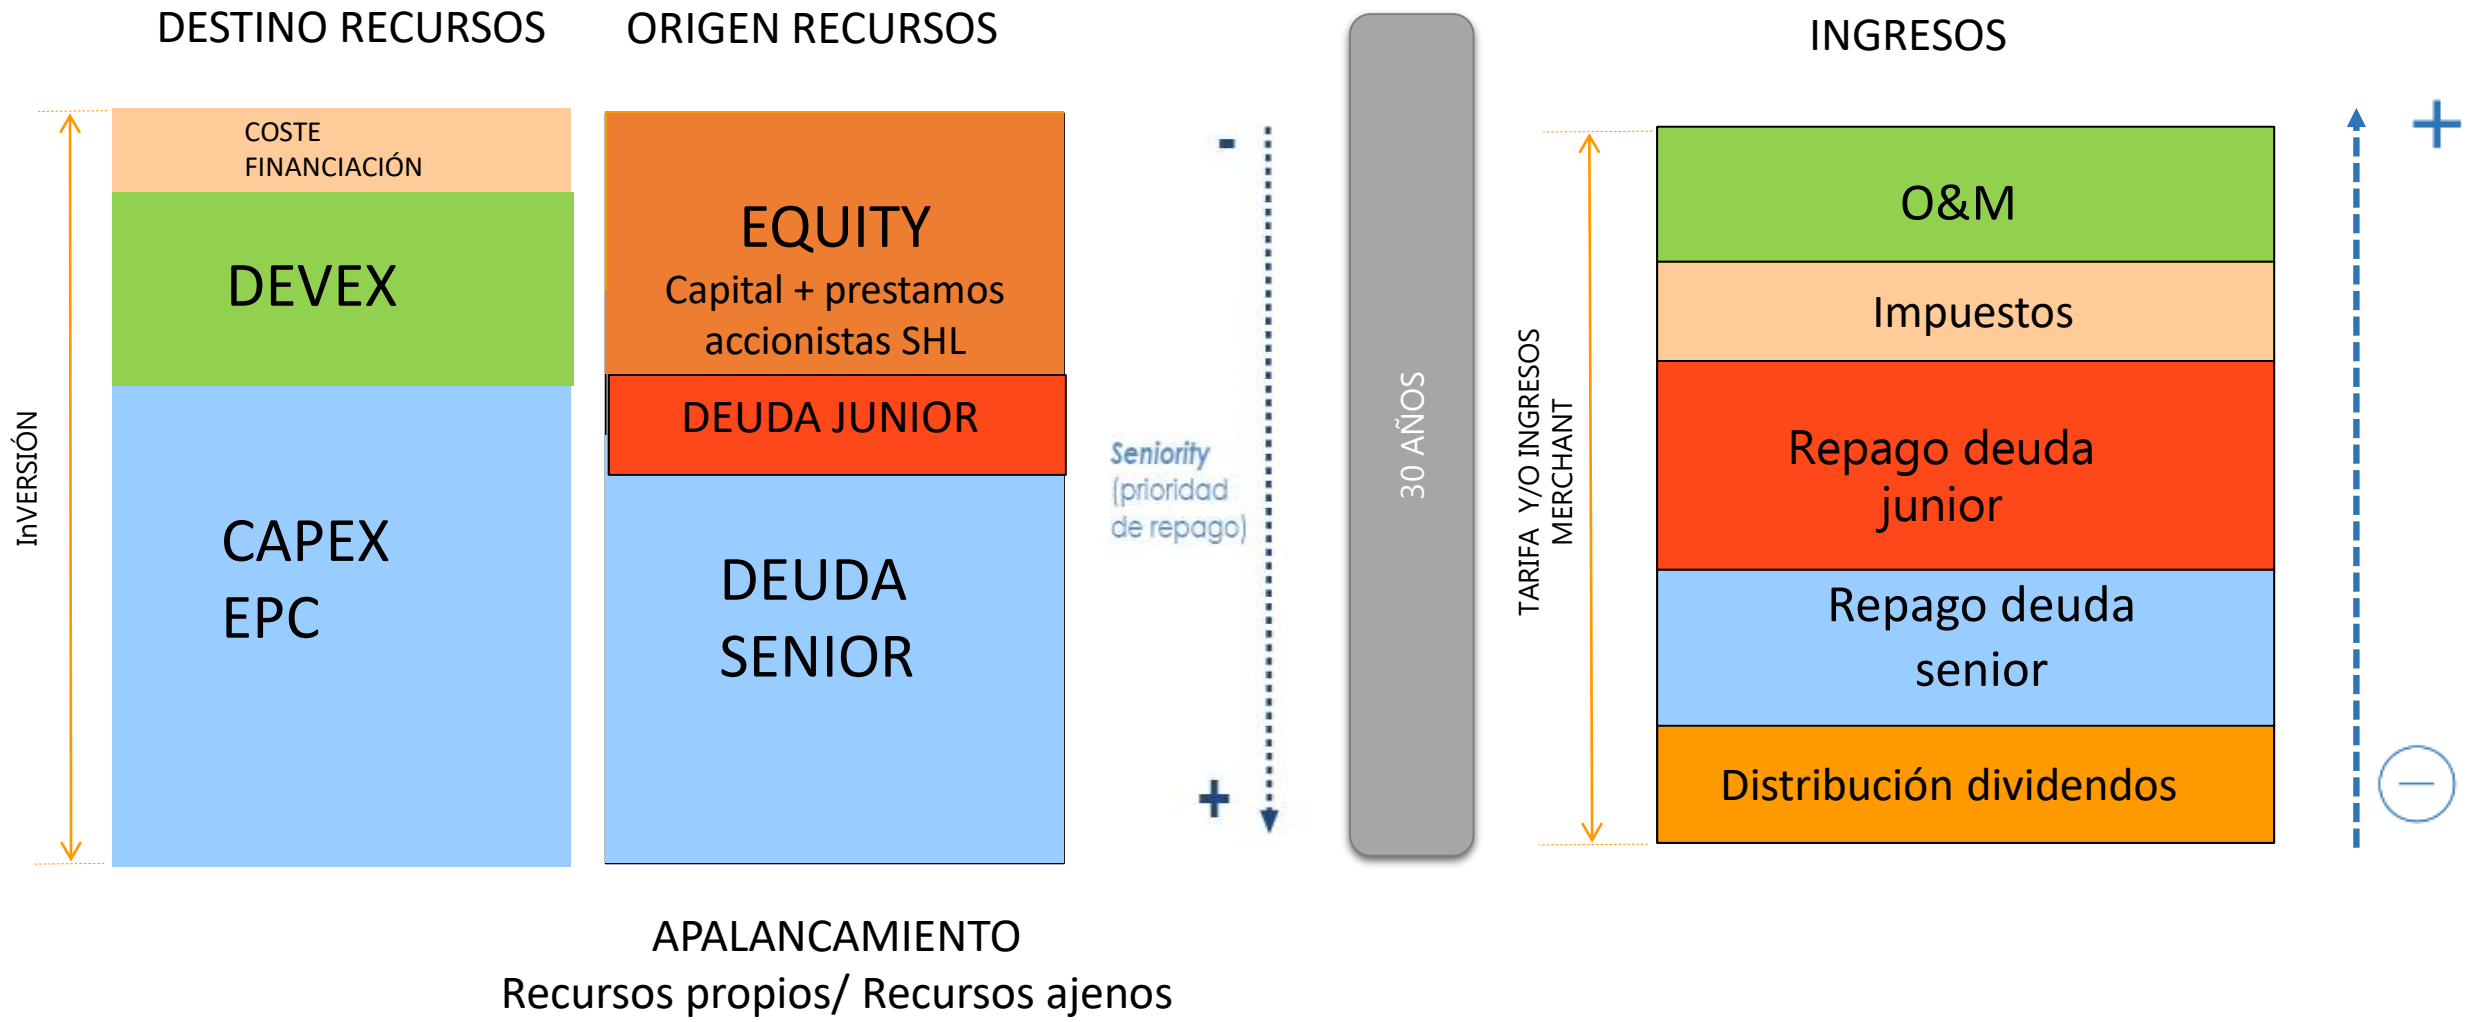 DESTINO RECURSOS
ORIGEN RECURSOS
INGRESOS
InVERSIÓN
COSTE
FINANCIACIÓN
DEVEX
CAPEX
EPC
EQUITY
Capital + prestamos
accionistas SHL
DEUDA JUNIOR
DEUDA
SENIOR
-
Seniority
(prioridad
de repago)
+
30 AÑOS
TARIFA Y/O INGRESOS
MERCHANT
O&M
Impuestos
Repago deuda
junior
Repago deuda
senior
Distribución dividendos
+
−
APALANCAMIENTO
Recursos propios/ Recursos ajenos